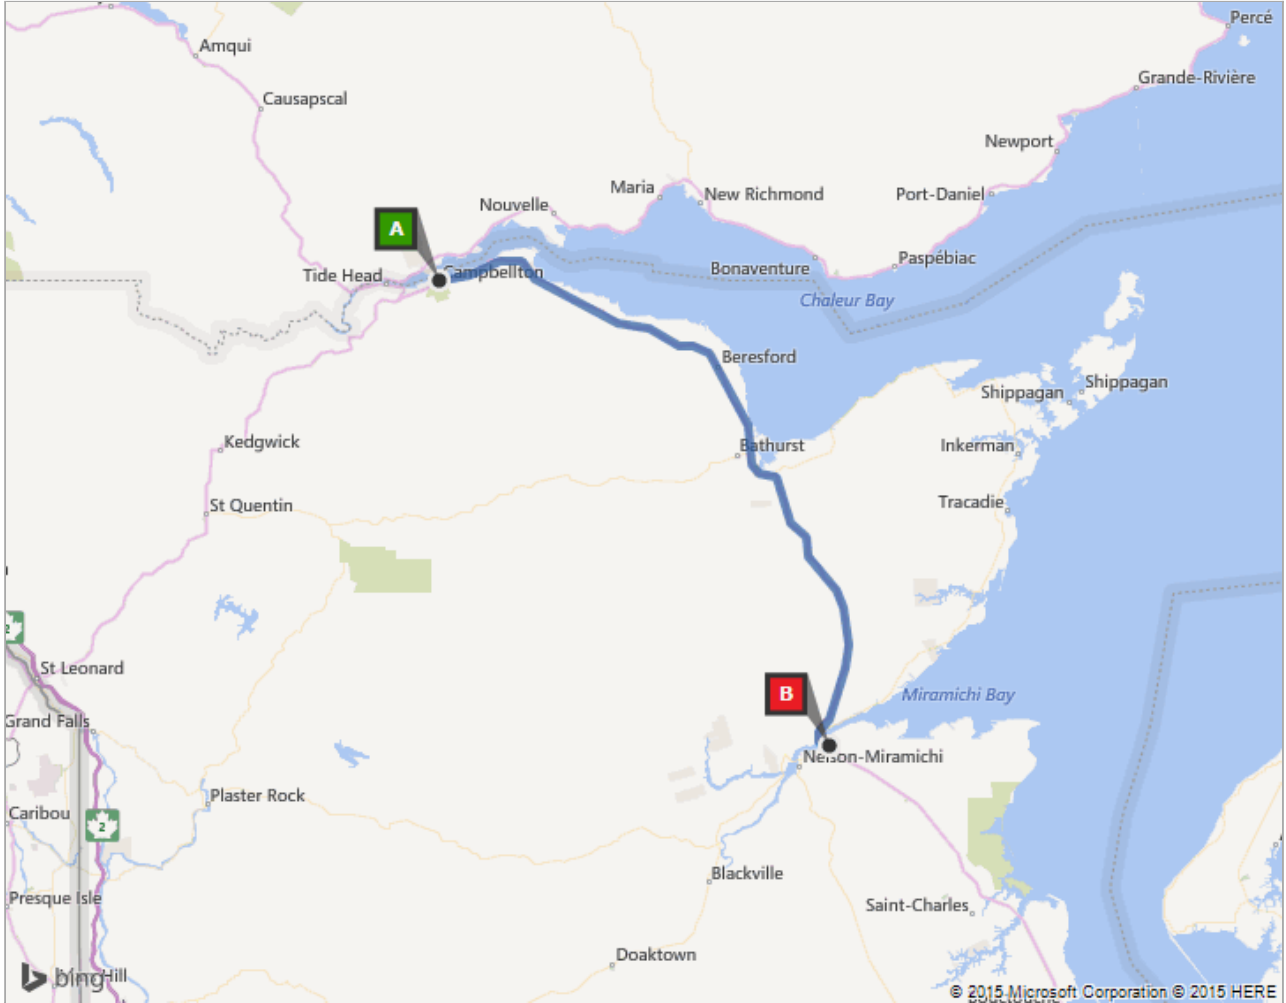 Percé
Amqui
Grande-Rivière
Causapscal
Newport
Maria
New Richmond
Port-Daniel
Nouvelle
A
Paspébiac
Bonaventure
Tide Head
Campbellton
Chaleur Bay
Beresford
Shippagan
Shippagan
Kedgwick
Bathurst
Inkerman
St Quentin
Tracadie
2
St Leonard
B
Miramichi Bay
Grand Falls
Nelson-Miramichi
Plaster Rock
Caribou
2
Blackville
Presque Isle
Saint-Charles
Doaktown
bing
Hill
© 2015 Microsoft Corporation © 2015 HERE